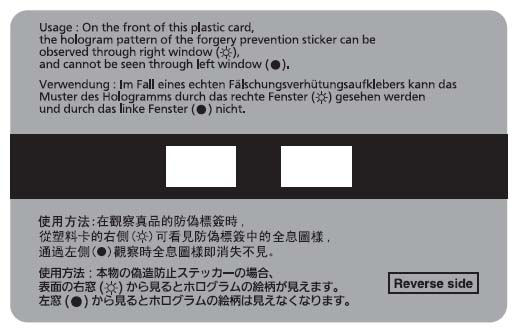 Usage : On the front of this plastic card,
the hologram pattern of the forgery prevention sticker can be
observed through right window (☼),
and cannot be seen through left window (●).
Verwendung : Im Fall eines echten Fälschungsverhütungsaufklebers kann das
Muster des Hologramms durch das rechte Fenster (☼) gesehen werden
und durch das linke Fenster (●) nicht.
使用方法:在觀察真品的防偽標簽時,
從塑料卡的右側(☼)可看見防偽標簽中的全息圖樣,
通過左側(●)觀察時全息圖樣即消失不見。
使用方法：本物の偽造防止ステッカーの場合、
表面の右窓(☼)から見るとホログラムの絵柄が見えます。
左窓(●)から見るとホログラムの絵柄は見えなくなります。
Reverse side